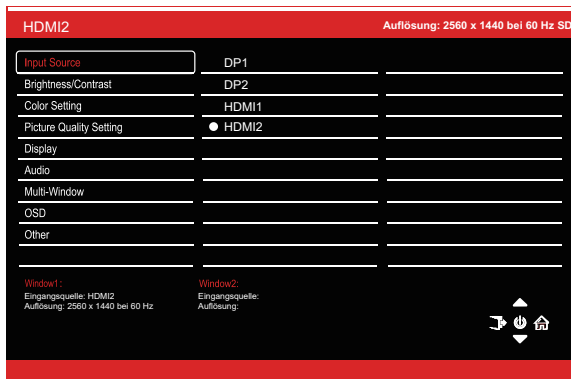 HDMI2
Auflösung: 2560 x 1440 bei 60 Hz SD
Input Source
DP1
Brightness/Contrast
DP2
Color Setting
HDMI1
Picture Quality Setting
HDMI2
Display
Audio
Multi-Window
OSD
Other
Window1:
Window2:
Eingangsquelle: HDMI2
Eingangsquelle:
Auflösung: 2560 x 1440 bei 60 Hz
Auflösung: